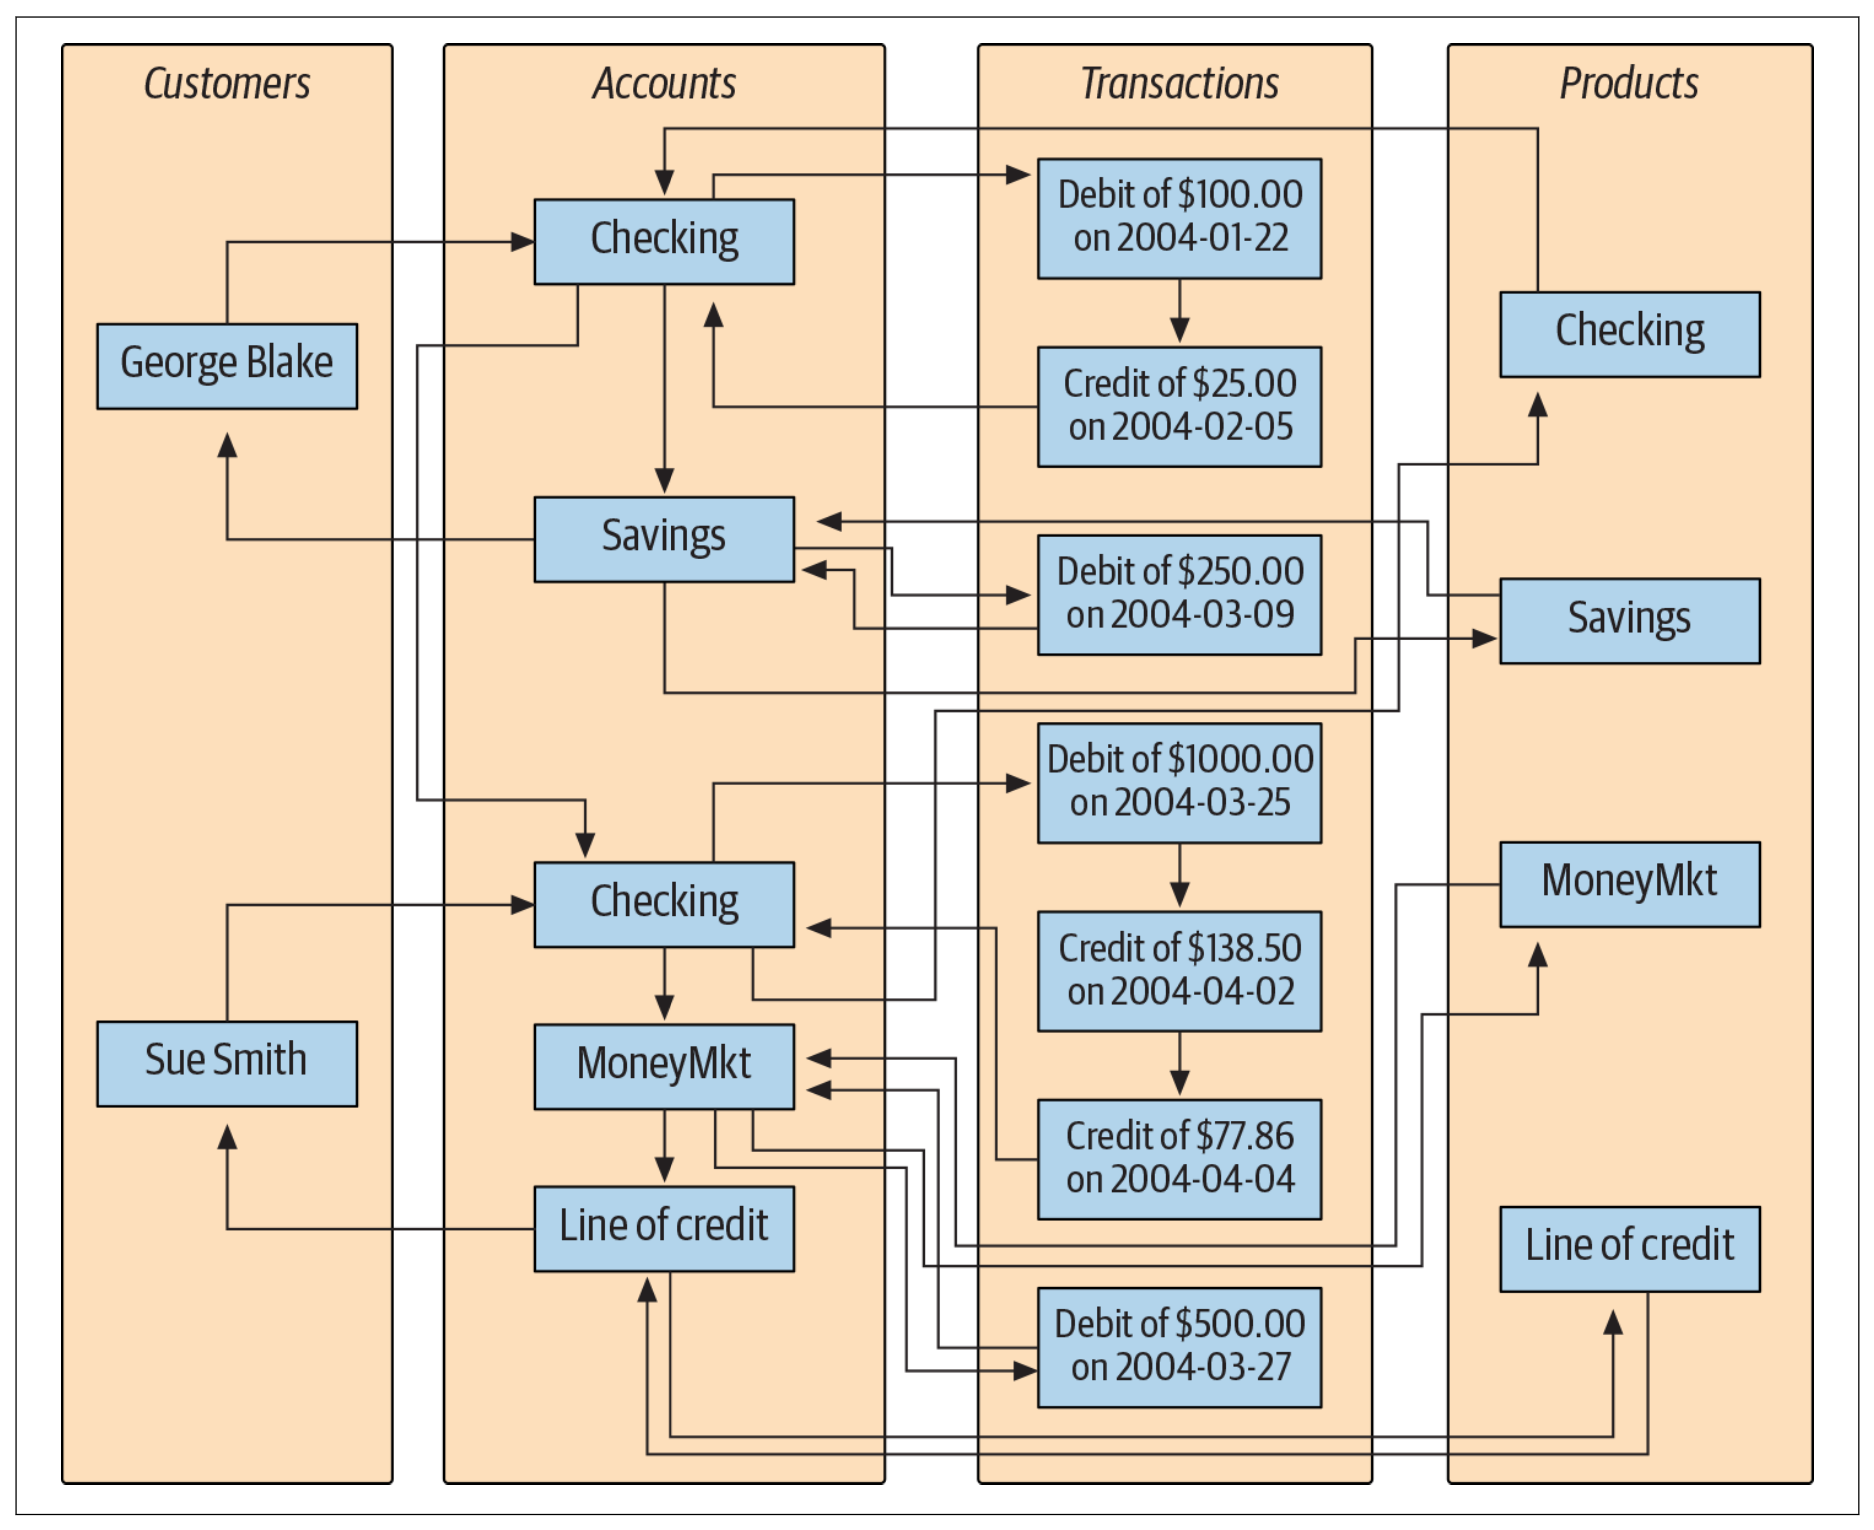 Customers
George Blake
Sue Smith
Accounts
Checking
Savings
Checking
MoneyMkt
Line of credit
Transactions
Debit of $100.00
on 2004-01-22
Credit of $25.00
on 2004-02-05
Debit of $250.00
on 2004-03-09
Debit of $1000.00
on 2004-03-25
Credit of $138.50
on 2004-04-02
Credit of $77.86
on 2004-04-04
Debit of $500.00
on 2004-03-27
Products
Checking
Savings
MoneyMkt
Line of credit